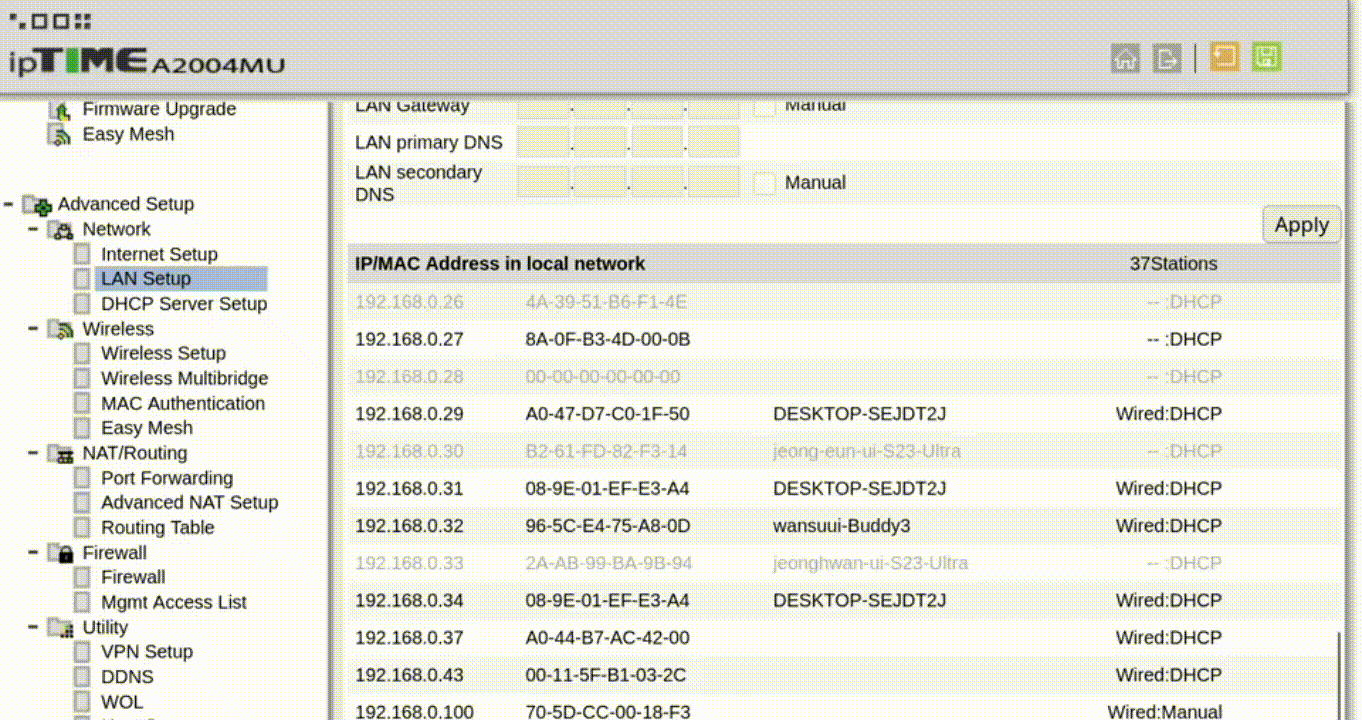 ipTIME A2004MU
Firmware Upgrade
Easy Mesh
Advanced Setup
Network
Internet Setup
LAN Setup
DHCP Server Setup
Wireless
Wireless Setup
Wireless Multibridge
MAC Authentication
Easy Mesh
NAT/Routing
Port Forwarding
Advanced NAT Setup
Routing Table
Firewall
Firewall
Mgmt Access List
Utility
VPN Setup
DDNS
WOL
LAN Gateway . . . Manual
LAN primary DNS . . .
LAN secondary
DNS . . . Manual
Apply
IP/MAC Address in local network 37Stations
192.168.0.26 4A-39-51-B6-F1-4E -- :DHCP
192.168.0.27 8A-0F-B3-4D-00-0B -- :DHCP
192.168.0.28 00-00-00-00-00-00 -- :DHCP
192.168.0.29 A0-47-D7-C0-1F-50 DESKTOP-SEJDT2J Wired:DHCP
192.168.0.30 B2-61-FD-82-F3-14 jeong-eun-ui-S23-Ultra -- :DHCP
192.168.0.31 08-9E-01-EF-E3-A4 DESKTOP-SEJDT2J Wired:DHCP
192.168.0.32 96-5C-E4-75-A8-0D wansuui-Buddy3 Wired:DHCP
192.168.0.33 2A-AB-99-BA-9B-94 jeonghwan-ui-S23-Ultra -- :DHCP
192.168.0.34 08-9E-01-EF-E3-A4 DESKTOP-SEJDT2J Wired:DHCP
192.168.0.37 A0-44-B7-AC-42-00 Wired:DHCP
192.168.0.43 00-11-5F-B1-03-2C Wired:DHCP
192.168.0.100 70-5D-CC-00-18-F3 Wired:Manual